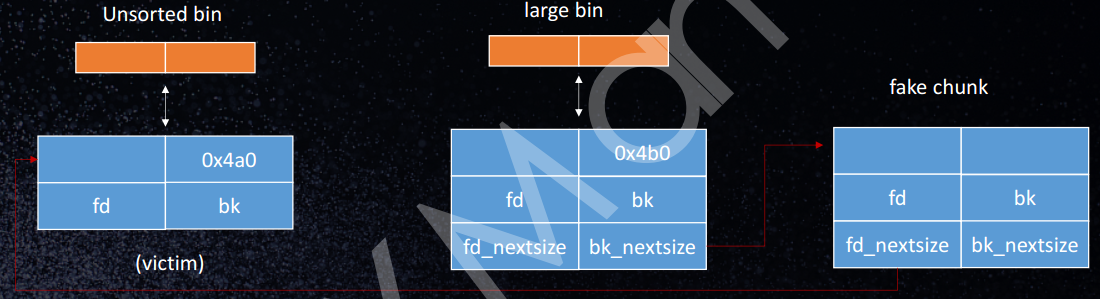 Unsorted bin
large bin
fake chunk
0x4a0
fd bk
(victim)
0x4b0
fd bk
fd_nextsize bk_nextsize
fd bk
fd_nextsize bk_nextsize